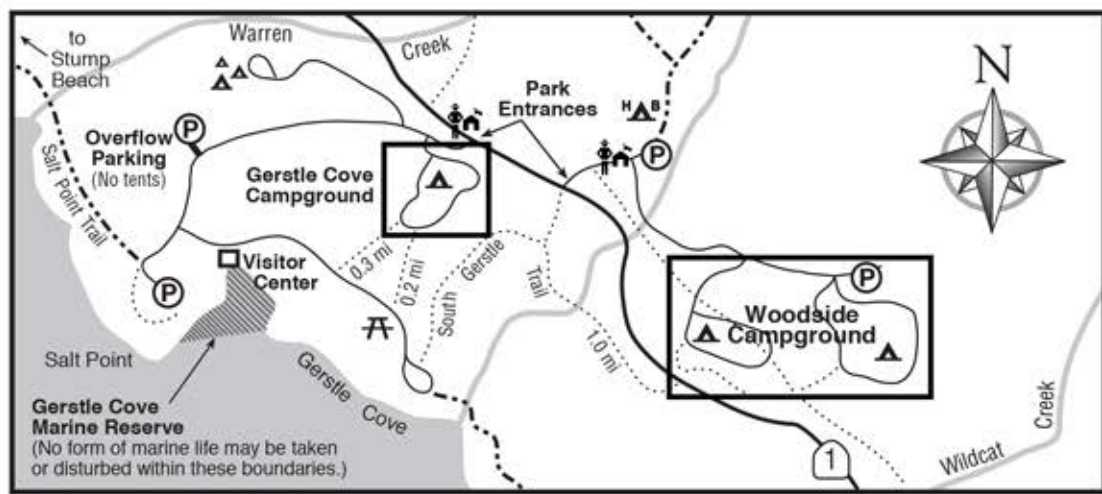 to
Stump
Beach
Warren
Creek
Park
Entrances
H B
N
Overflow
Parking
(No tents)
P
P
Gerstle Cove
Campground
Salt Point Trail
0.3 mi
0.2 mi
South Gerstle Trail
Visitor
Center
P
P
Woodside
Campground
1.0 mi
Salt Point
Gerstle Cove
Gerstle Cove
Marine Reserve
(No form of marine life may be taken
or disturbed within these boundaries.)
1
Wildcat
Creek